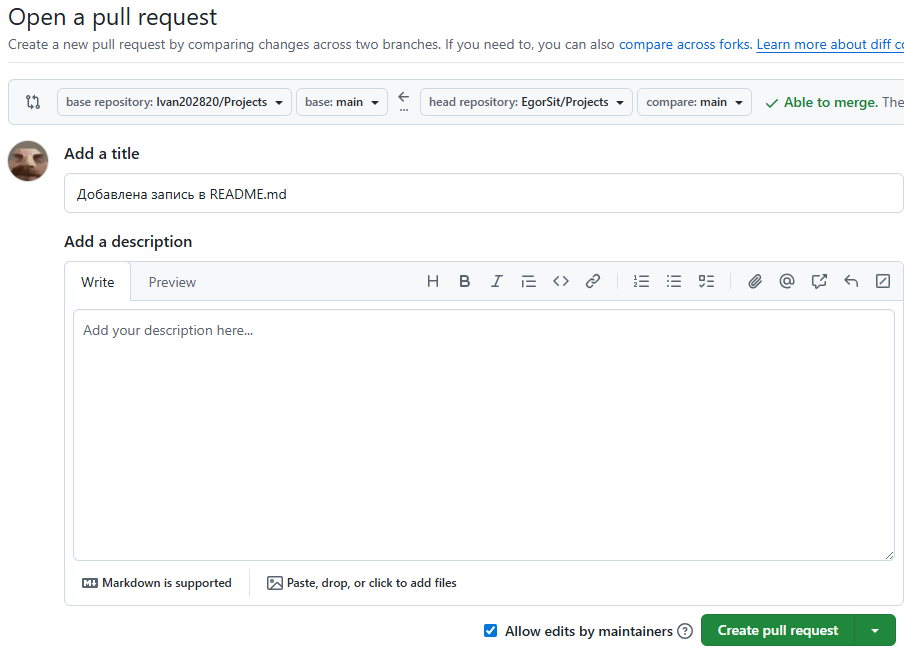 Open a pull request
Create a new pull request by comparing changes across two branches. If you need to, you can also compare across forks. Learn more about diff co
base repository: Ivan202820/Projects base: main ... head repository: EgorSit/Projects compare: main Able to merge. The
Add a title
Добавлена запись в README.md
Add a description
Write Preview
Add your description here...
Markdown is supported Paste, drop, or click to add files
Allow edits by maintainers
Create pull request